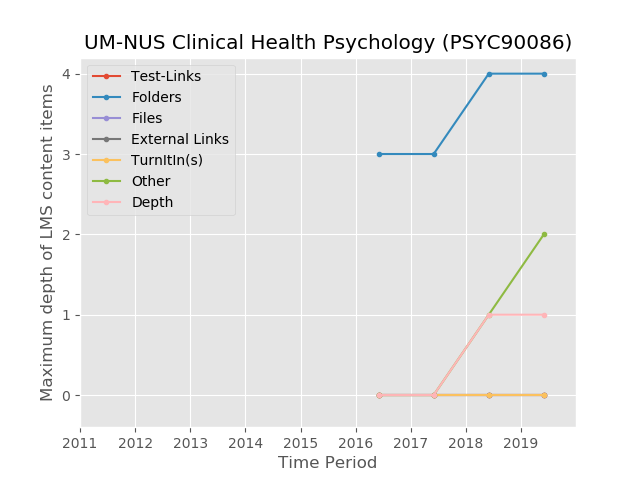 UM-NUS Clinical Health Psychology (PSYC90086)
Maximum depth of LMS content items
4
3
2
1
0
Test-Links
Folders
Files
External Links
TurnItIn(s)
Other
Depth
2011 2012 2013 2014 2015 2016 2017 2018 2019
Time Period